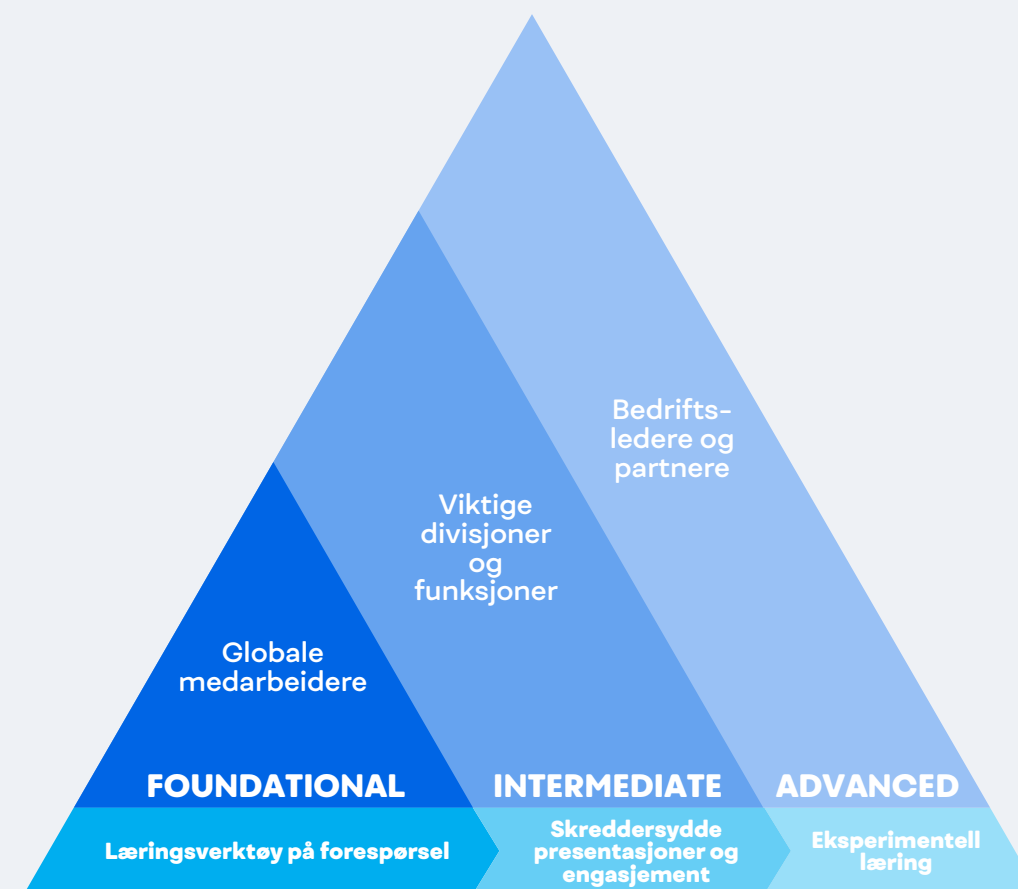 Bedrifts-
ledere og
partnere
Viktige
divisjoner
og
funksjoner
Globale
medarbeidere
FOUNDATIONAL
INTERMEDIATE
ADVANCED
Læringsverktøy på forespørsel
Skreddersydde
presentasjoner og
engasjement
Eksperimentell
læring